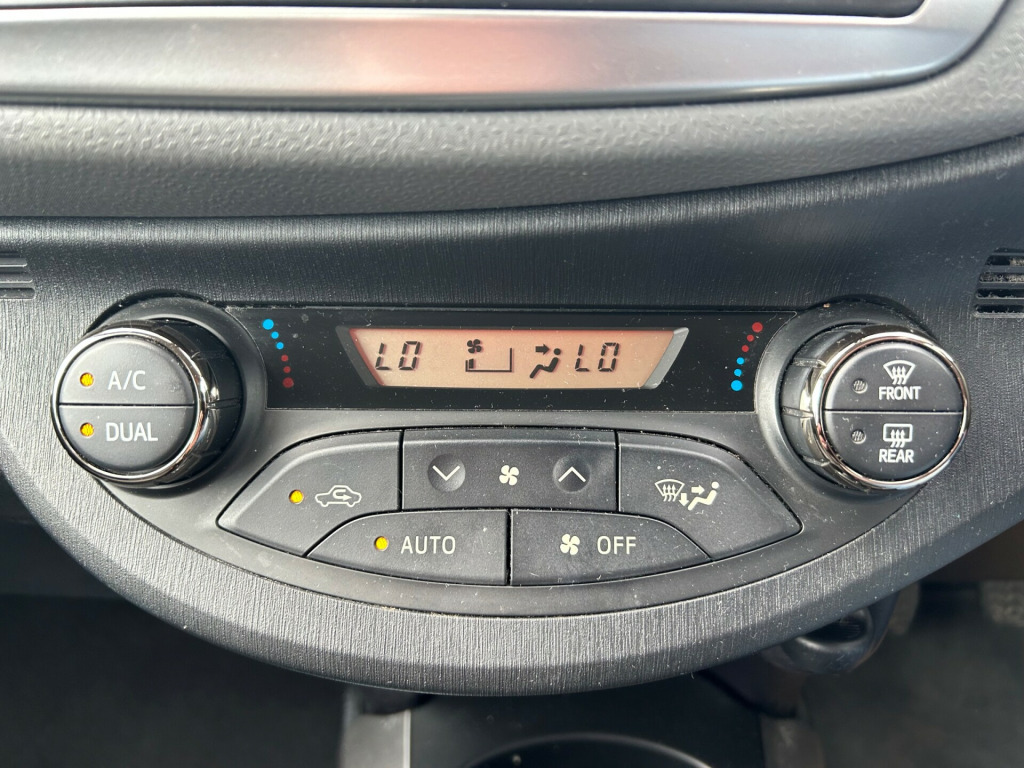 LO LO
A/C
DUAL
FRONT
REAR
AUTO
OFF